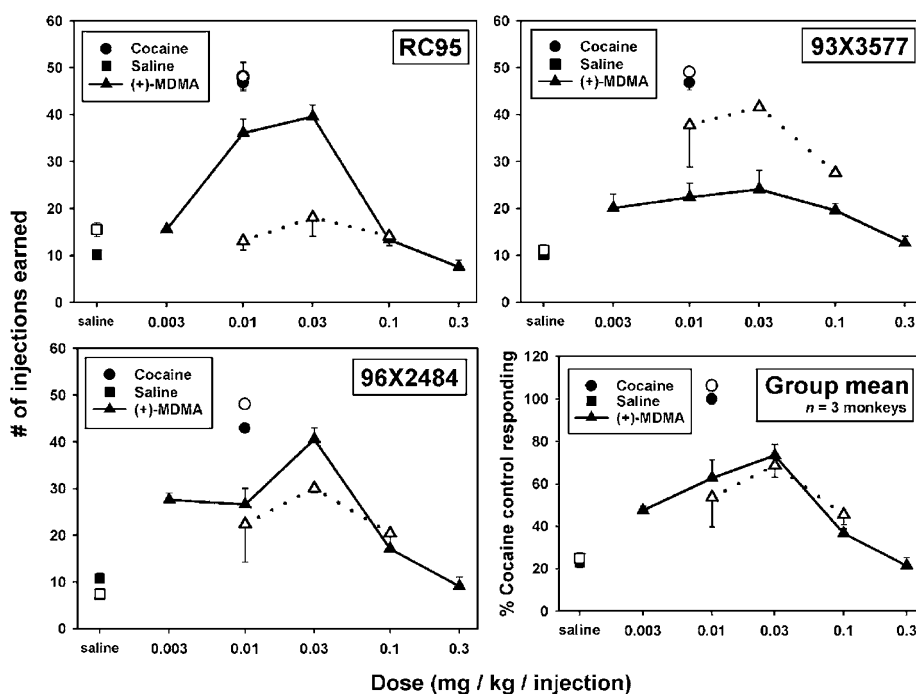 # of injections earned
60
50
40
30
20
10
0
Cocaine
Saline
(+)-MDMA
RC95
saline
0.003
0.01
0.03
0.1
0.3
60
50
40
30
20
10
0
Cocaine
Saline
(+)-MDMA
93X3577
saline
0.003
0.01
0.03
0.1
0.3
60
50
40
30
20
10
0
Cocaine
Saline
(+)-MDMA
96X2484
saline
0.003
0.01
0.03
0.1
0.3
% Cocaine control responding
120
100
80
60
40
20
0
Cocaine
Saline
(+)-MDMA
Group mean
n = 3 monkeys
saline
0.003
0.01
0.03
0.1
0.3
Dose (mg / kg / injection)